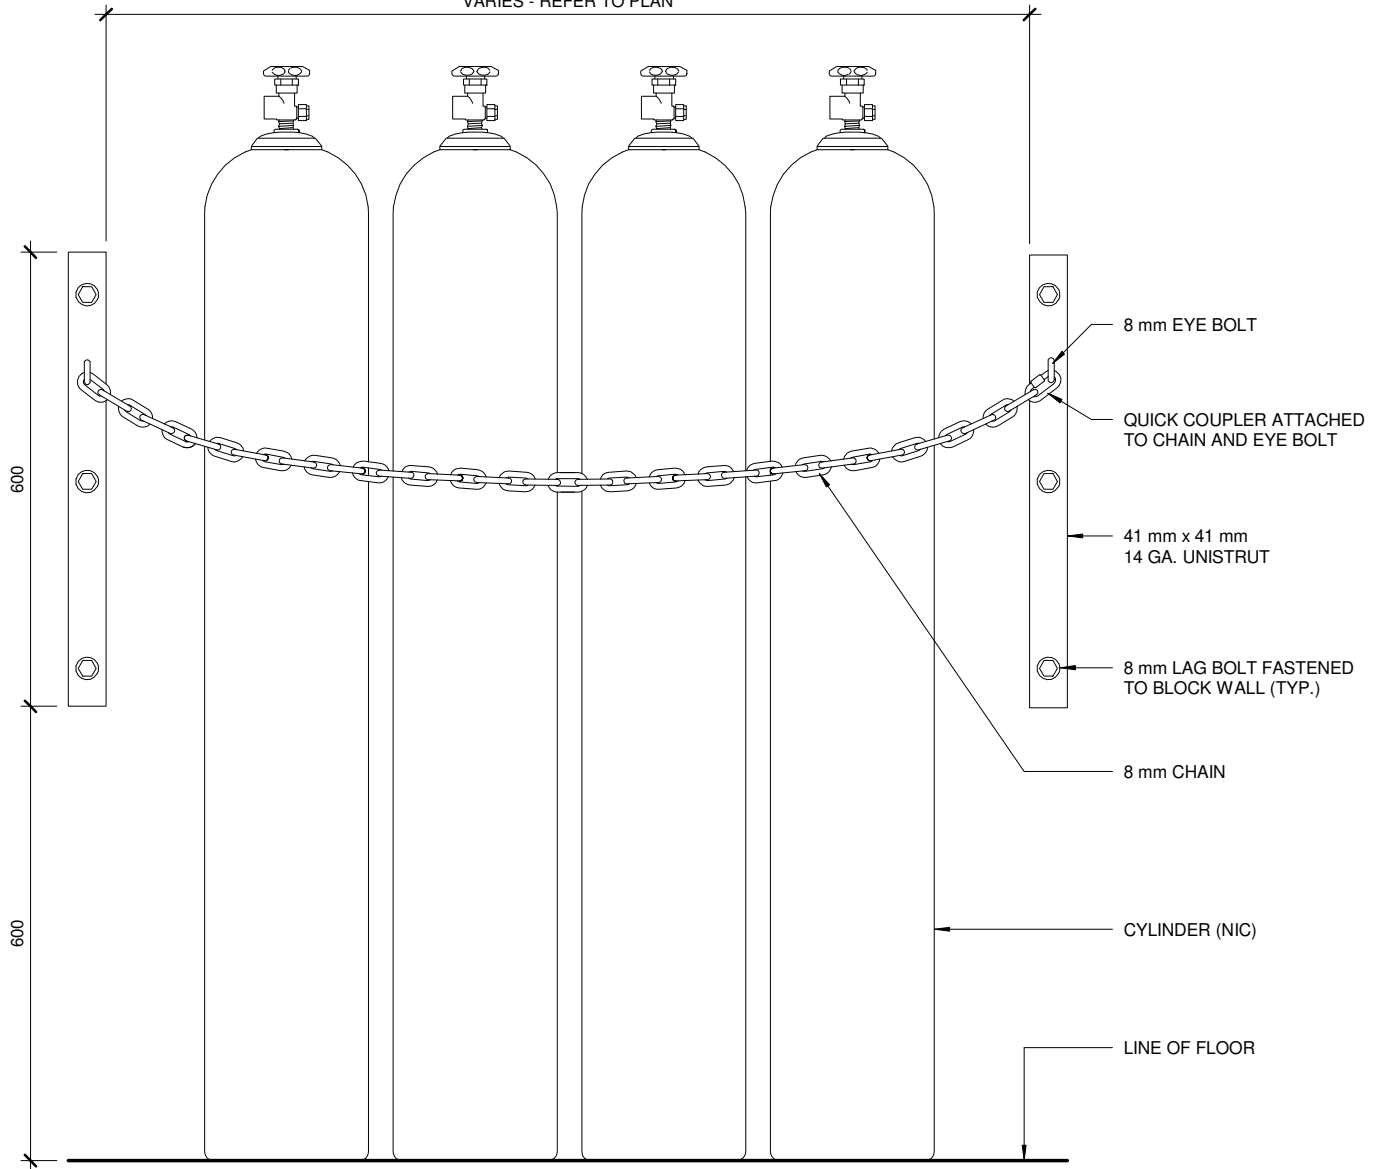 VARIES - REFER TO PLAN
8 mm EYE BOLT
QUICK COUPLER ATTACHED
TO CHAIN AND EYE BOLT
600
41 mm x 41 mm
14 GA. UNISTRUT
8 mm LAG BOLT FASTENED
TO BLOCK WALL (TYP.)
8 mm CHAIN
600
CYLINDER (NIC)
LINE OF FLOOR